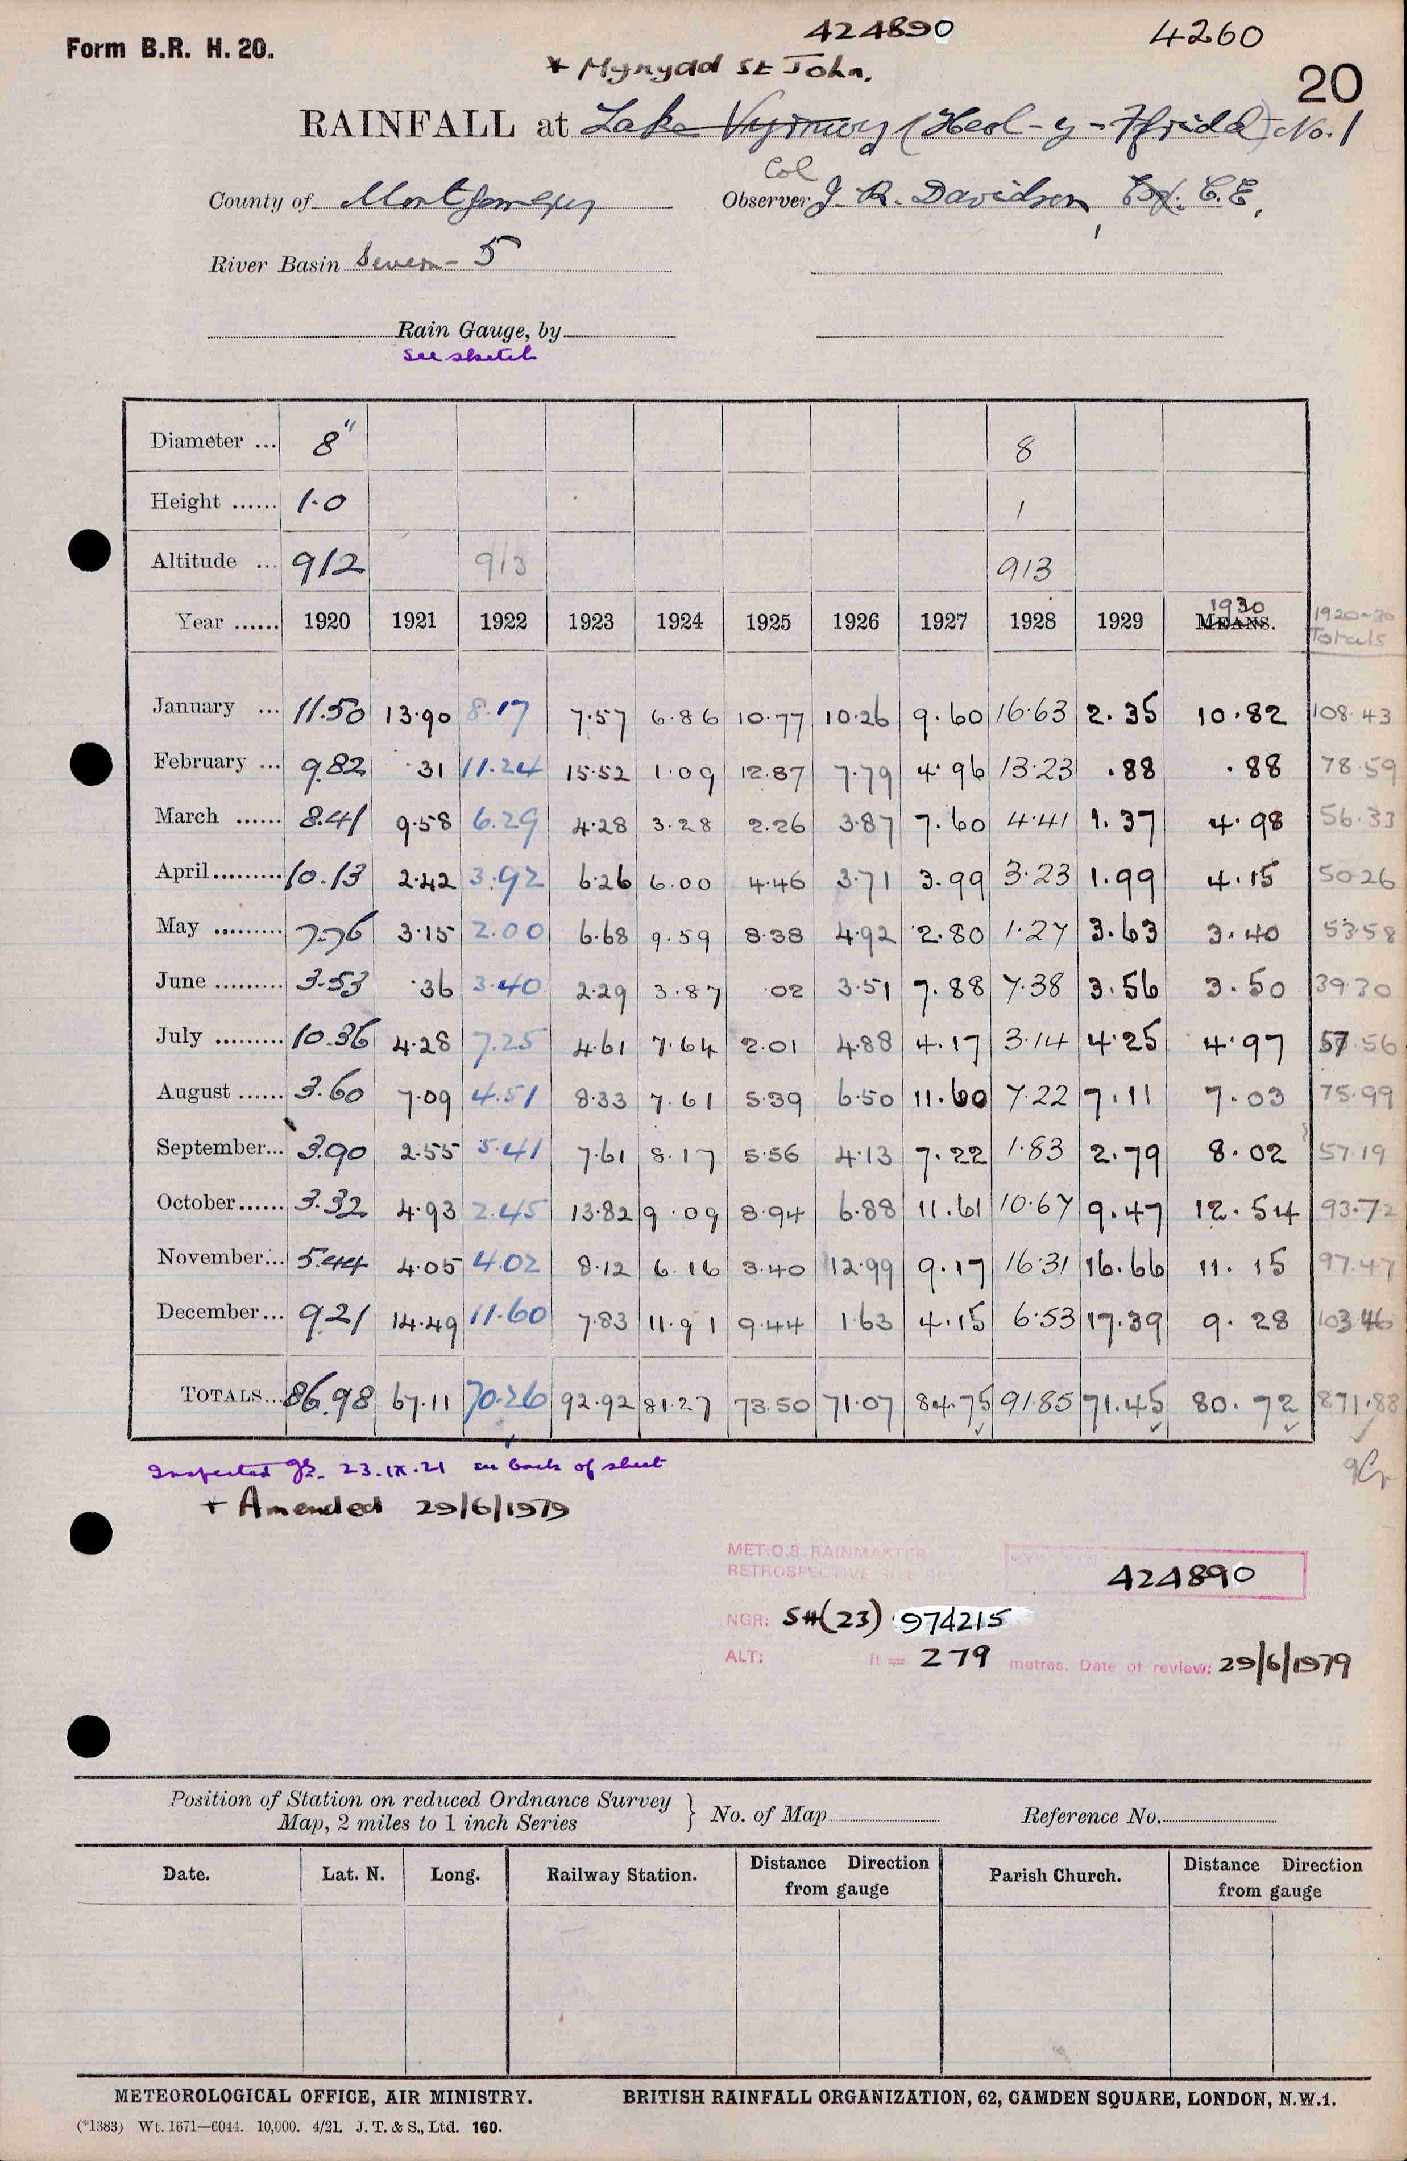 424890 4260
Form B.R. H. 20.
* Mynydd St John.
20
RAINFALL at Lake Vyrnwy (Heol-y-Ffridd) No. 1
Col
County of Montgomery Observer J. R. Davidson, Esq. C.E.
River Basin Severn - 5
Rain Gauge, by
See sketch
Diameter ... 8" 8
Height ...... 1.0 1
Altitude ... 912 913 913
Year ...... 1920 1921 1922 1923 1924 1925 1926 1927 1928 1929 MEANS. 1930 1920-30 Totals
January ... 11.50 13.90 8.17 7.57 6.86 10.77 10.26 9.60 16.63 2.35 10.82 108.43
February ... 9.82 .31 11.24 15.52 1.09 12.87 7.79 4.96 13.23 .88 .88 78.59
March ...... 8.41 9.58 6.29 4.28 3.28 2.26 3.87 7.60 4.41 1.37 4.98 56.33
April ......... 10.13 2.42 3.92 6.26 6.00 4.46 3.71 3.99 3.23 1.99 4.15 50.26
May ......... 7.76 3.15 2.00 6.68 9.59 8.38 4.92 2.80 1.27 3.63 3.40 53.58
June ......... 3.53 .36 3.40 2.29 3.87 .02 3.51 7.88 7.38 3.56 3.50 39.30
July ......... 10.36 4.28 7.25 4.61 7.64 2.01 4.88 4.17 3.14 4.25 4.97 57.56
August ...... 3.60 7.09 4.51 8.33 7.61 5.39 6.50 11.60 7.22 7.11 7.03 75.99
September... 3.90 2.55 5.41 7.61 8.17 5.56 4.13 7.22 1.83 2.79 8.02 57.19
October...... 3.32 4.93 2.45 13.82 9.09 8.94 6.88 11.61 10.67 9.47 12.54 93.72
November... 5.44 4.05 4.02 8.12 6.16 3.40 12.99 9.17 16.31 16.66 11.15 97.47
December... 9.21 14.49 11.60 7.83 11.91 9.44 1.63 4.15 6.53 17.39 9.28 103.46
TOTALS... 86.98 67.11 70.26 92.92 81.27 73.50 71.07 84.75 91.85 71.45 80.72 871.88
Inspected 23.IX.21 see back of sheet
+ Amended 29/6/1979
MET.O.8 RAINMASTER
RETROSPECTIVE
424890
NGR: SH(23) 974215
ALT: ft = 279 metres. Date of review: 29/6/1979
Position of Station on reduced Ordnance Survey Map, 2 miles to 1 inch Series } No. of Map Reference No.
Date. Lat. N. Long. Railway Station. Distance Direction from gauge Parish Church. Distance Direction from gauge
METEOROLOGICAL OFFICE, AIR MINISTRY. BRITISH RAINFALL ORGANIZATION, 62, CAMDEN SQUARE, LONDON, N.W.1.
(*1383) Wt. 1671—6044. 10,000. 4/21. J. T. & S., Ltd. 160.